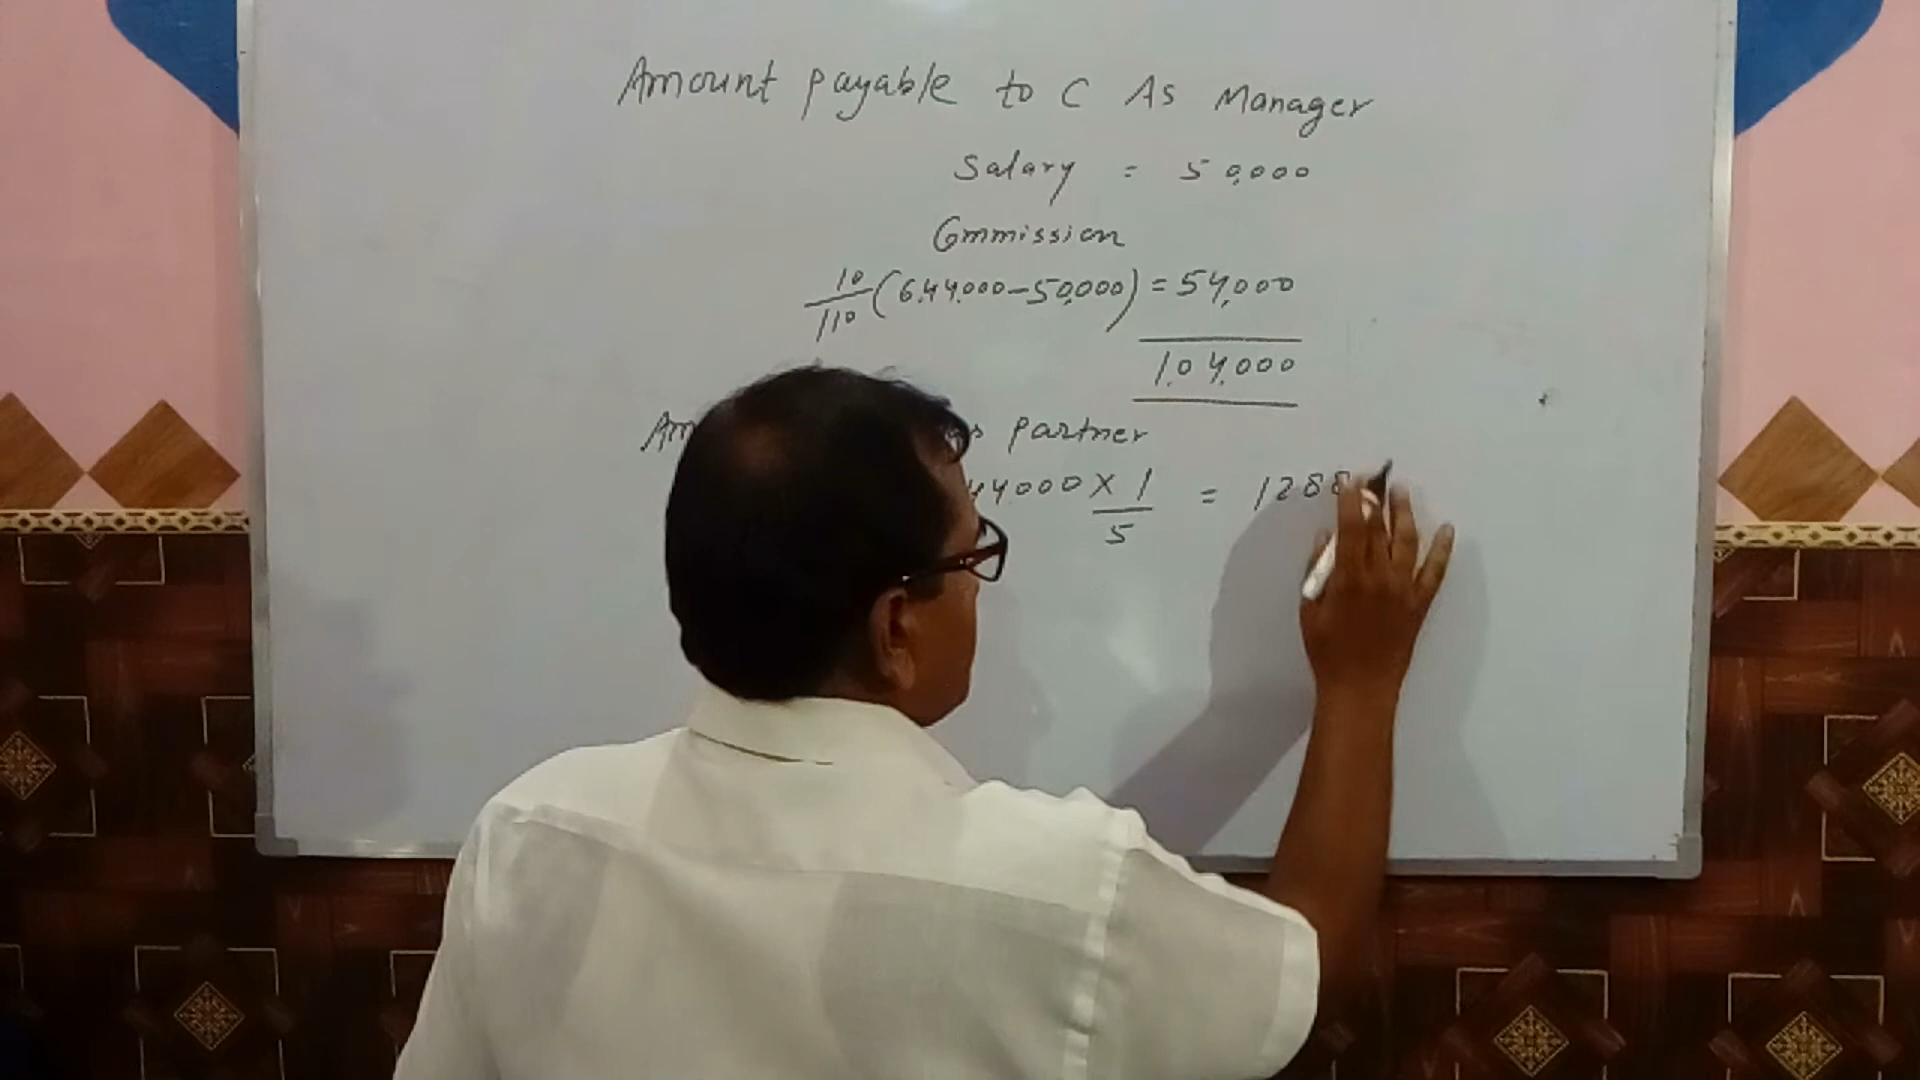 Amount payable to C As Manager
Salary = 50,000
Commission
10/110 (6,44,000-50,000) = 54,000
1,04,000
Am partner
44000 X 1/5 = 1288